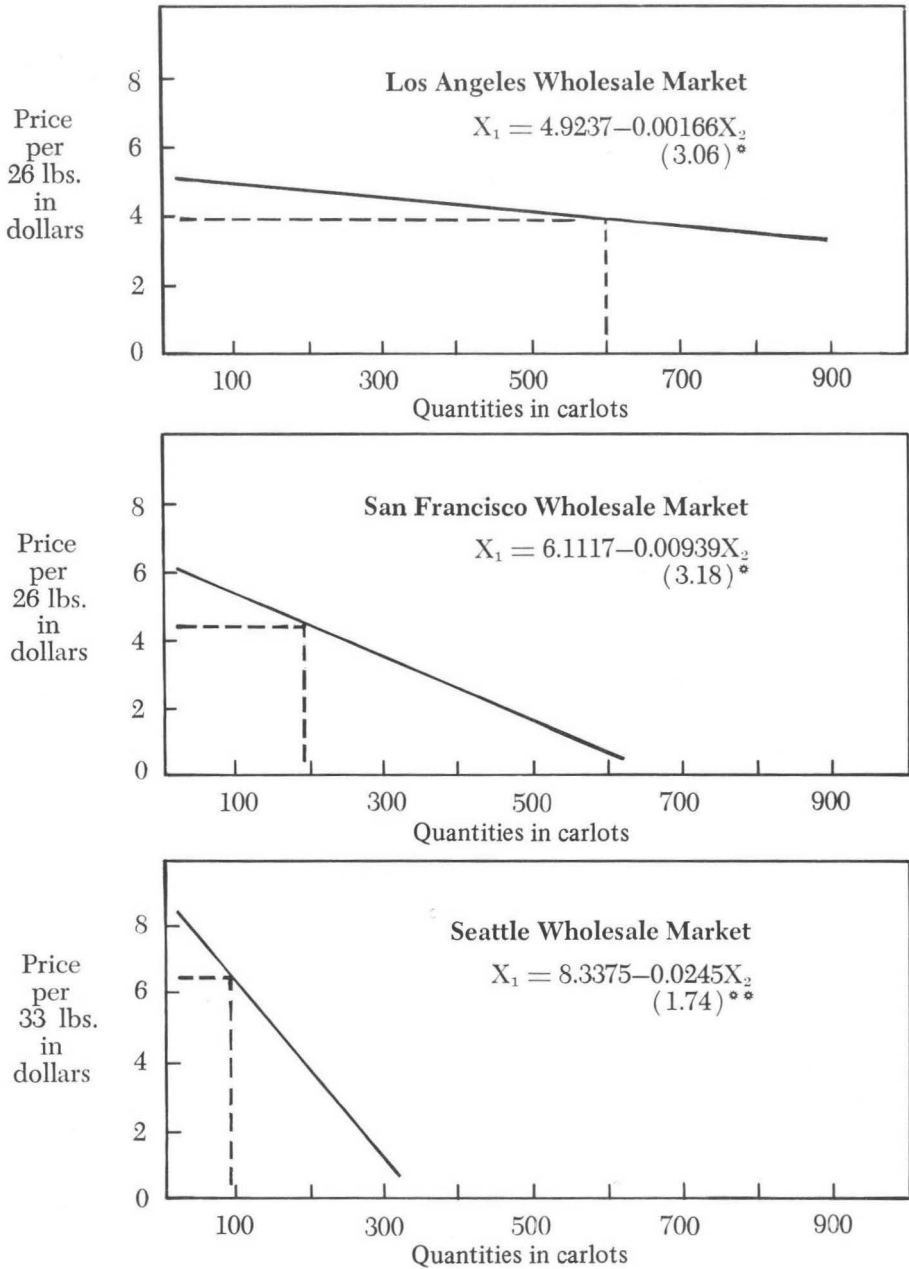 Los Angeles Wholesale Market
X₁ = 4.9237–0.00166X₂
(3.06)*
Price
per
26 lbs.
in
dollars
8
6
4
2
0
100 300 500 700 900
Quantities in carlots
San Francisco Wholesale Market
X₁ = 6.1117–0.00939X₂
(3.18)*
Price
per
26 lbs.
in
dollars
8
6
4
2
0
100 300 500 700 900
Quantities in carlots
Seattle Wholesale Market
X₁ = 8.3375–0.0245X₂
(1.74)**
Price
per
33 lbs.
in
dollars
8
6
4
2
0
100 300 500 700 900
Quantities in carlots